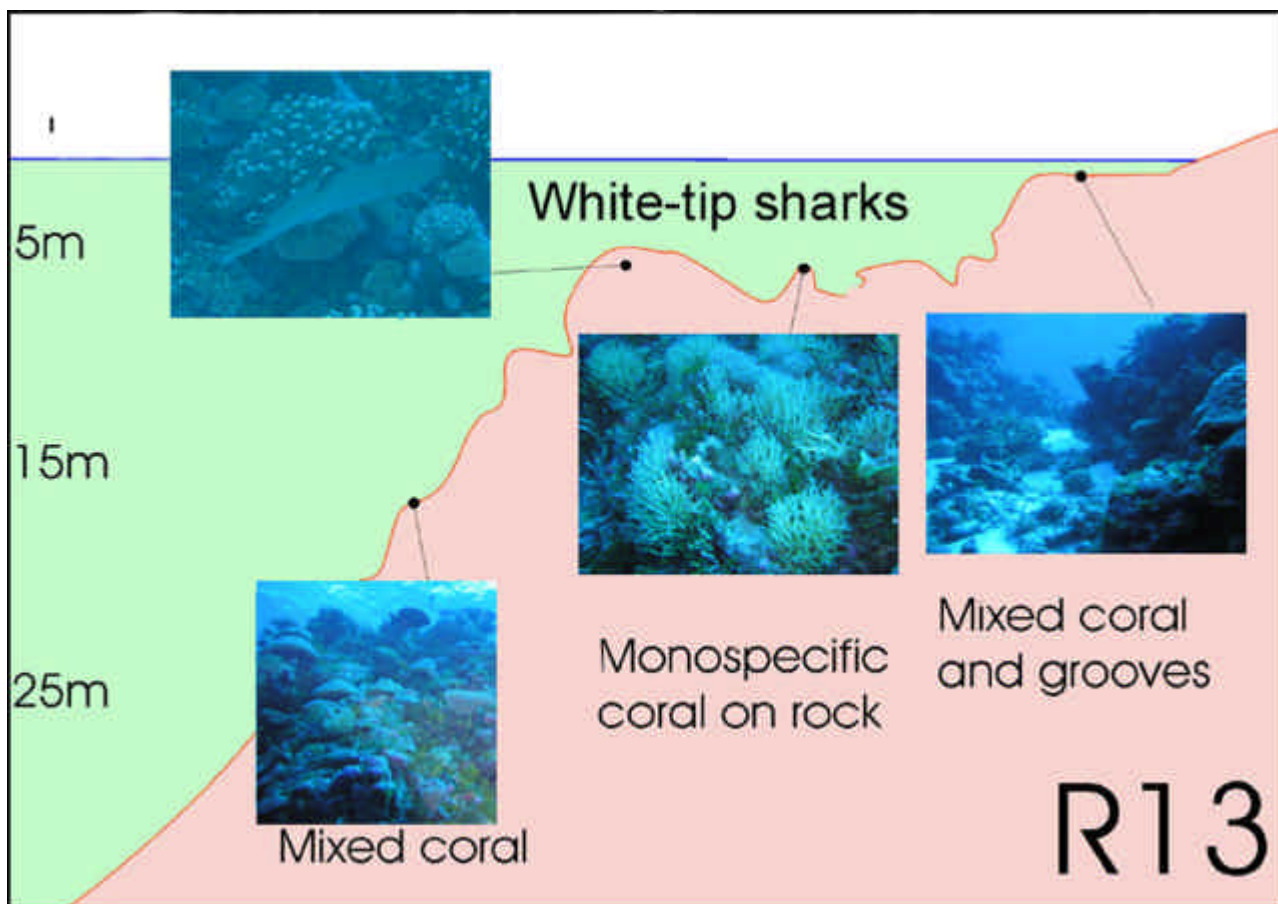 White-tip sharks
5m
15m
25m
Monospecific
coral on rock
Mixed coral
and grooves
Mixed coral
R13